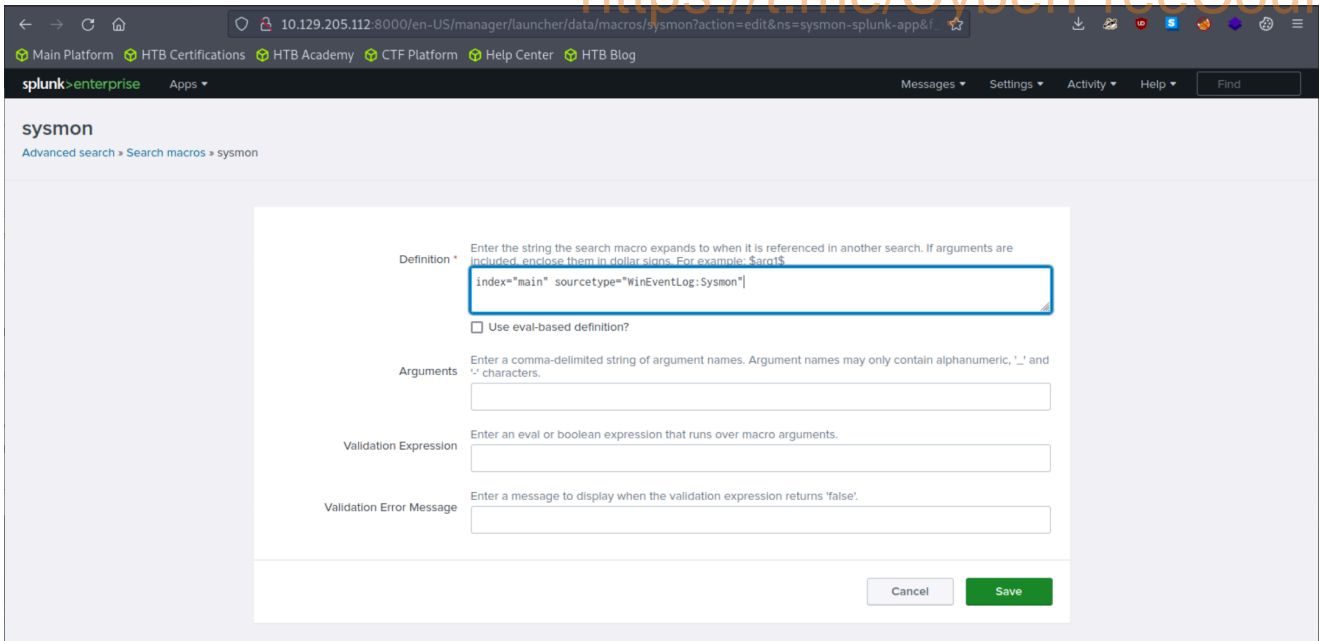 https://t.me/CyberFreeCour
10.129.205.112:8000/en-US/manager/launcher/data/macros/sysmon?action=edit&ns=sysmon-splunk-app&f_
Main Platform HTB Certifications HTB Academy CTF Platform Help Center HTB Blog
splunk>enterprise Apps Messages Settings Activity Help Find
sysmon
Advanced search » Search macros » sysmon
Enter the string the search macro expands to when it is referenced in another search. If arguments are
Definition * included, enclose them in dollar signs. For example: $arg1$
index="main" sourcetype="WinEventLog:Sysmon"
Use eval-based definition?
Enter a comma-delimited string of argument names. Argument names may only contain alphanumeric, '_' and
Arguments '-' characters.
Enter an eval or boolean expression that runs over macro arguments.
Validation Expression
Enter a message to display when the validation expression returns 'false'.
Validation Error Message
Cancel Save